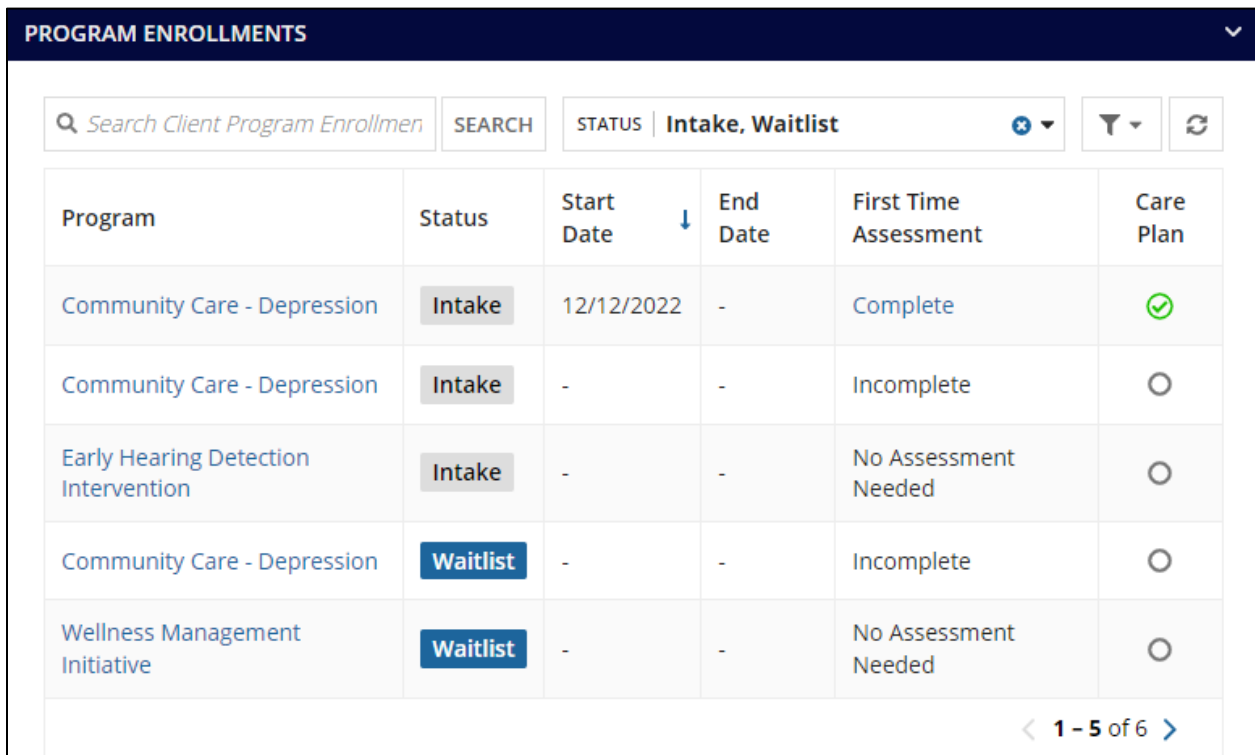 PROGRAM ENROLLMENTS
Search Client Program Enrollmen SEARCH STATUS Intake, Waitlist
Program Status Start Date End Date First Time Assessment Care Plan
Community Care - Depression Intake 12/12/2022 - Complete
Community Care - Depression Intake - - Incomplete
Early Hearing Detection Intervention Intake - - No Assessment Needed
Community Care - Depression Waitlist - - Incomplete
Wellness Management Initiative Waitlist - - No Assessment Needed
1 – 5 of 6